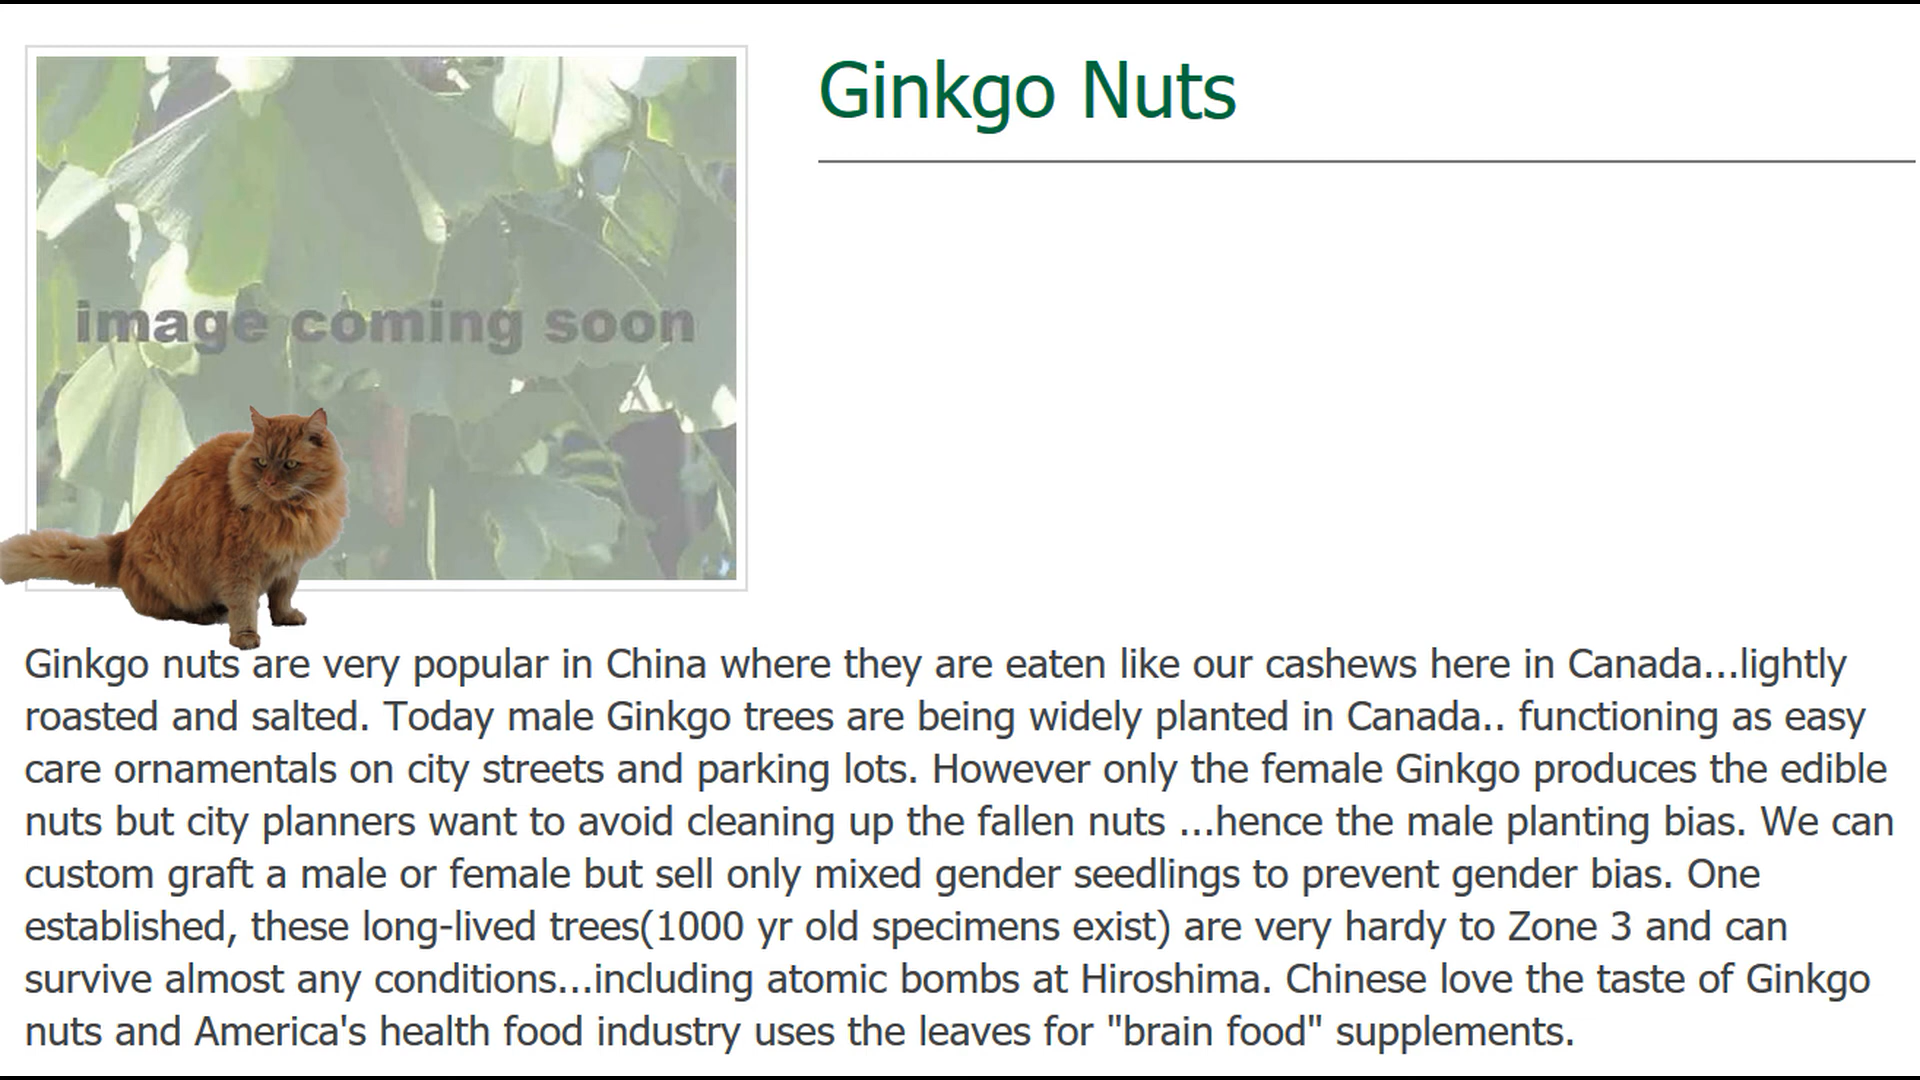 Ginkgo Nuts
image coming soon
Ginkgo nuts are very popular in China where they are eaten like our cashews here in Canada...lightly
roasted and salted. Today male Ginkgo trees are being widely planted in Canada.. functioning as easy
care ornamentals on city streets and parking lots. However only the female Ginkgo produces the edible
nuts but city planners want to avoid cleaning up the fallen nuts ...hence the male planting bias. We can
custom graft a male or female but sell only mixed gender seedlings to prevent gender bias. One
established, these long-lived trees(1000 yr old specimens exist) are very hardy to Zone 3 and can
survive almost any conditions...including atomic bombs at Hiroshima. Chinese love the taste of Ginkgo
nuts and America's health food industry uses the leaves for "brain food" supplements.